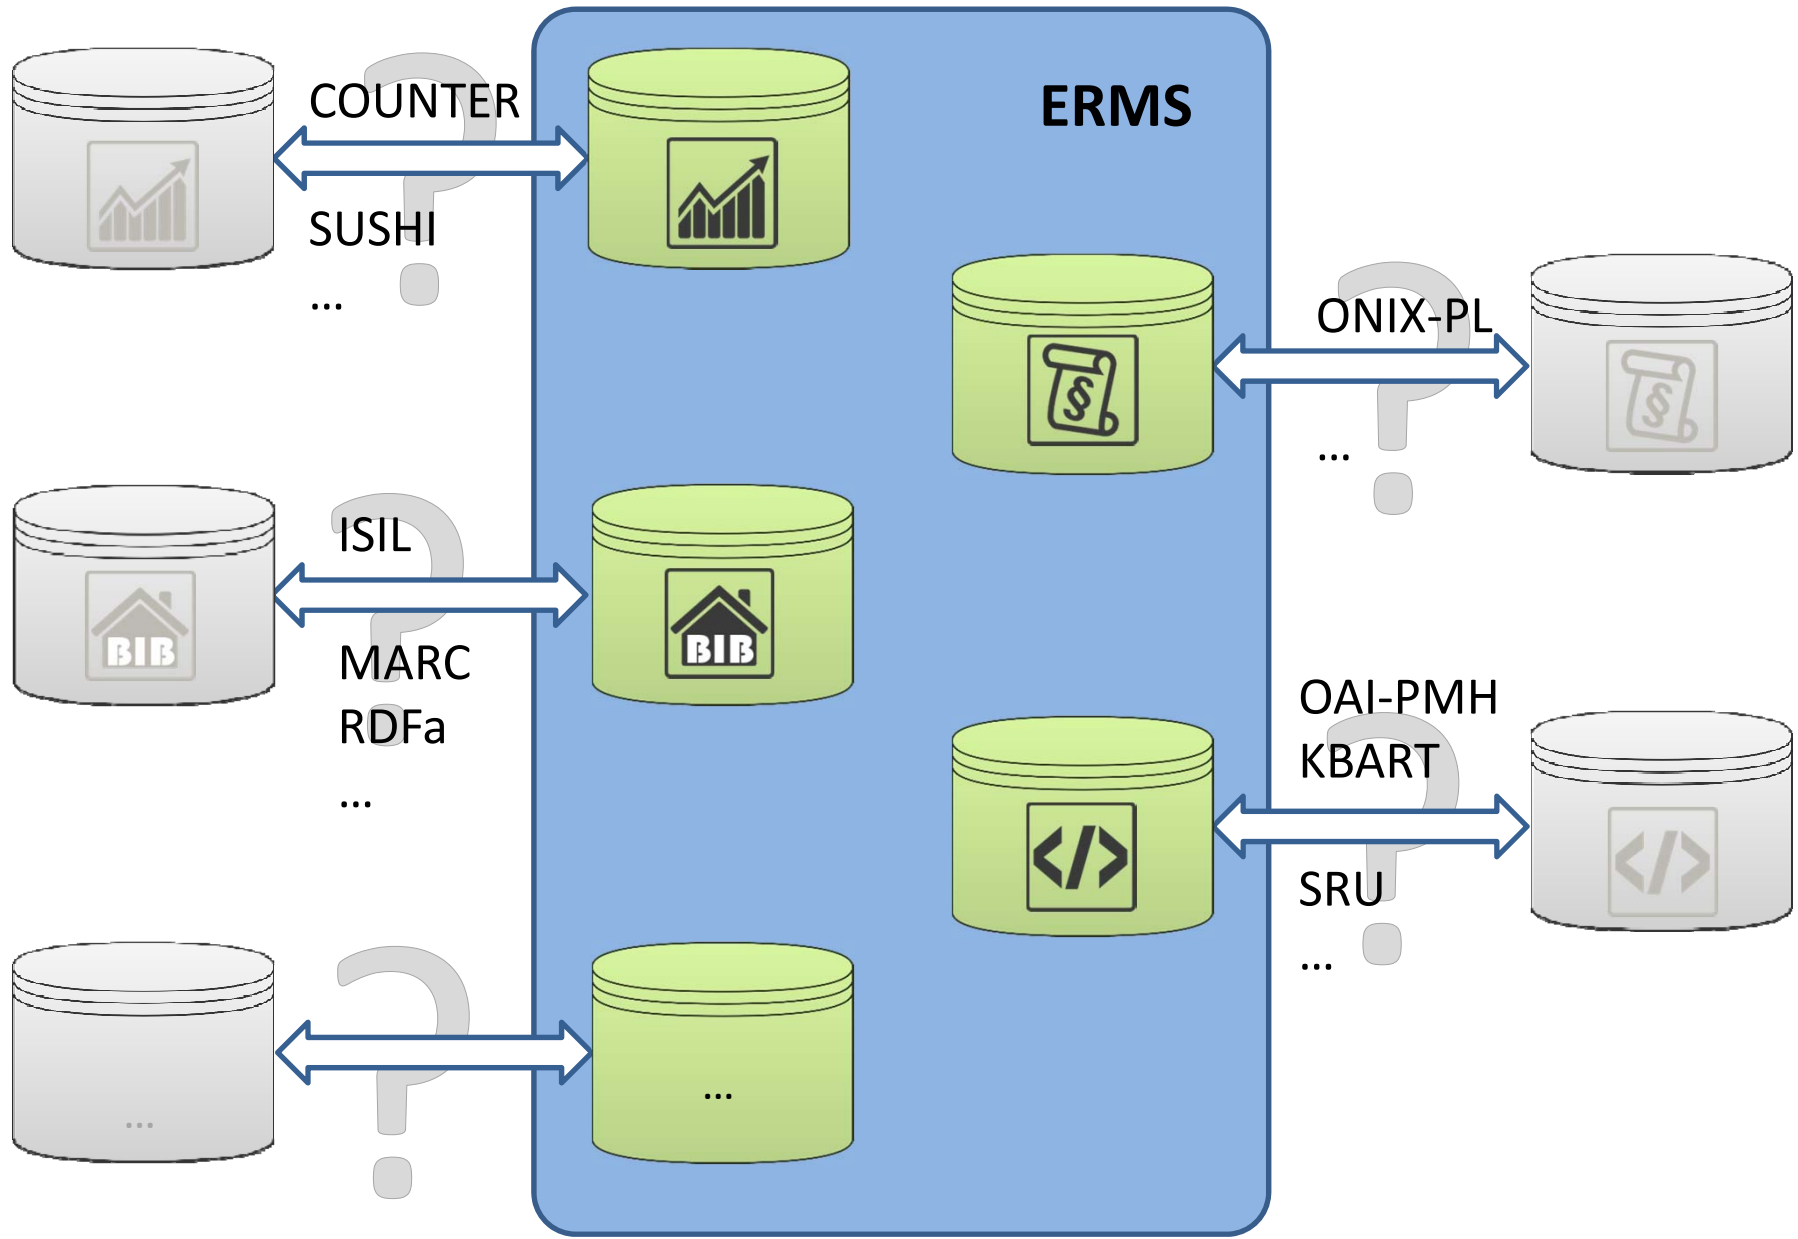 COUNTER
SUSHI
...
ERMS
ONIX-PL
...
§
§
ISIL
MARC
RDFa
...
BIB
BIB
OAI-PMH
KBART
SRU
...
</>
</>
...
...
?
?
?
?
?